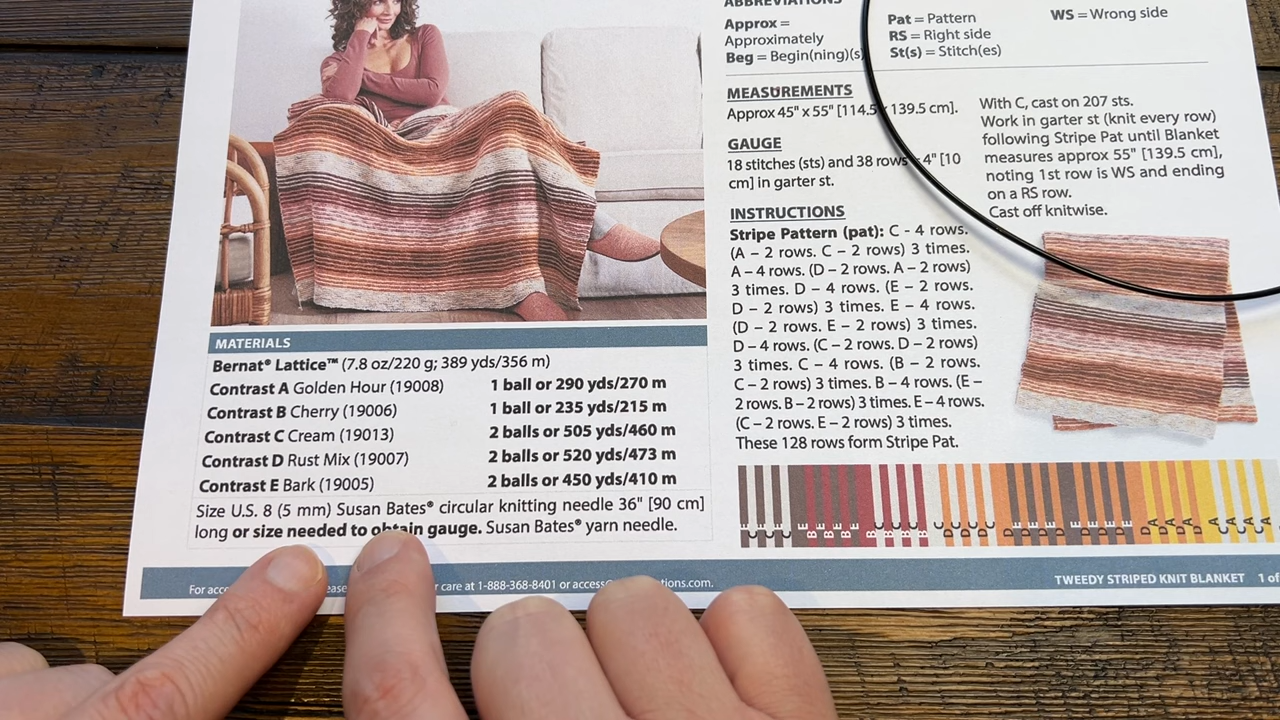 MATERIALS
Bernat® Lattice™ (7.8 oz/220 g; 389 yds/356 m)
Contrast A Golden Hour (19008) 1 ball or 290 yds/270 m
Contrast B Cherry (19006) 1 ball or 235 yds/215 m
Contrast C Cream (19013) 2 balls or 505 yds/460 m
Contrast D Rust Mix (19007) 2 balls or 520 yds/473 m
Contrast E Bark (19005) 2 balls or 450 yds/410 m
Size U.S. 8 (5 mm) Susan Bates® circular knitting needle 36" [90 cm]
long or size needed to obtain gauge. Susan Bates® yarn needle.
ABBREVIATIONS
Approx =
Approximately
Beg = Begin(ning)(s)
Pat = Pattern
RS = Right side
St(s) = Stitch(es)
WS = Wrong side
MEASUREMENTS
Approx 45" x 55" [114.5 x 139.5 cm].
GAUGE
18 stitches (sts) and 38 rows = 4" [10
cm] in garter st.
INSTRUCTIONS
Stripe Pattern (pat): C - 4 rows.
(A – 2 rows. C – 2 rows) 3 times.
A – 4 rows. (D – 2 rows. A – 2 rows)
3 times. D – 4 rows. (E – 2 rows.
D – 2 rows) 3 times. E – 4 rows.
(D – 2 rows. E – 2 rows) 3 times.
D – 4 rows. (C – 2 rows. D – 2 rows)
3 times. C – 4 rows. (B – 2 rows.
C – 2 rows) 3 times. B – 4 rows. (E –
2 rows. B – 2 rows) 3 times. E – 4 rows.
(C – 2 rows. E – 2 rows) 3 times.
These 128 rows form Stripe Pat.
With C, cast on 207 sts.
Work in garter st (knit every row)
following Stripe Pat until Blanket
measures approx 55" [139.5 cm],
noting 1st row is WS and ending
on a RS row.
Cast off knitwise.
For care at 1-888-368-8401 or
TWEEDY STRIPED KNIT BLANKET 1 of